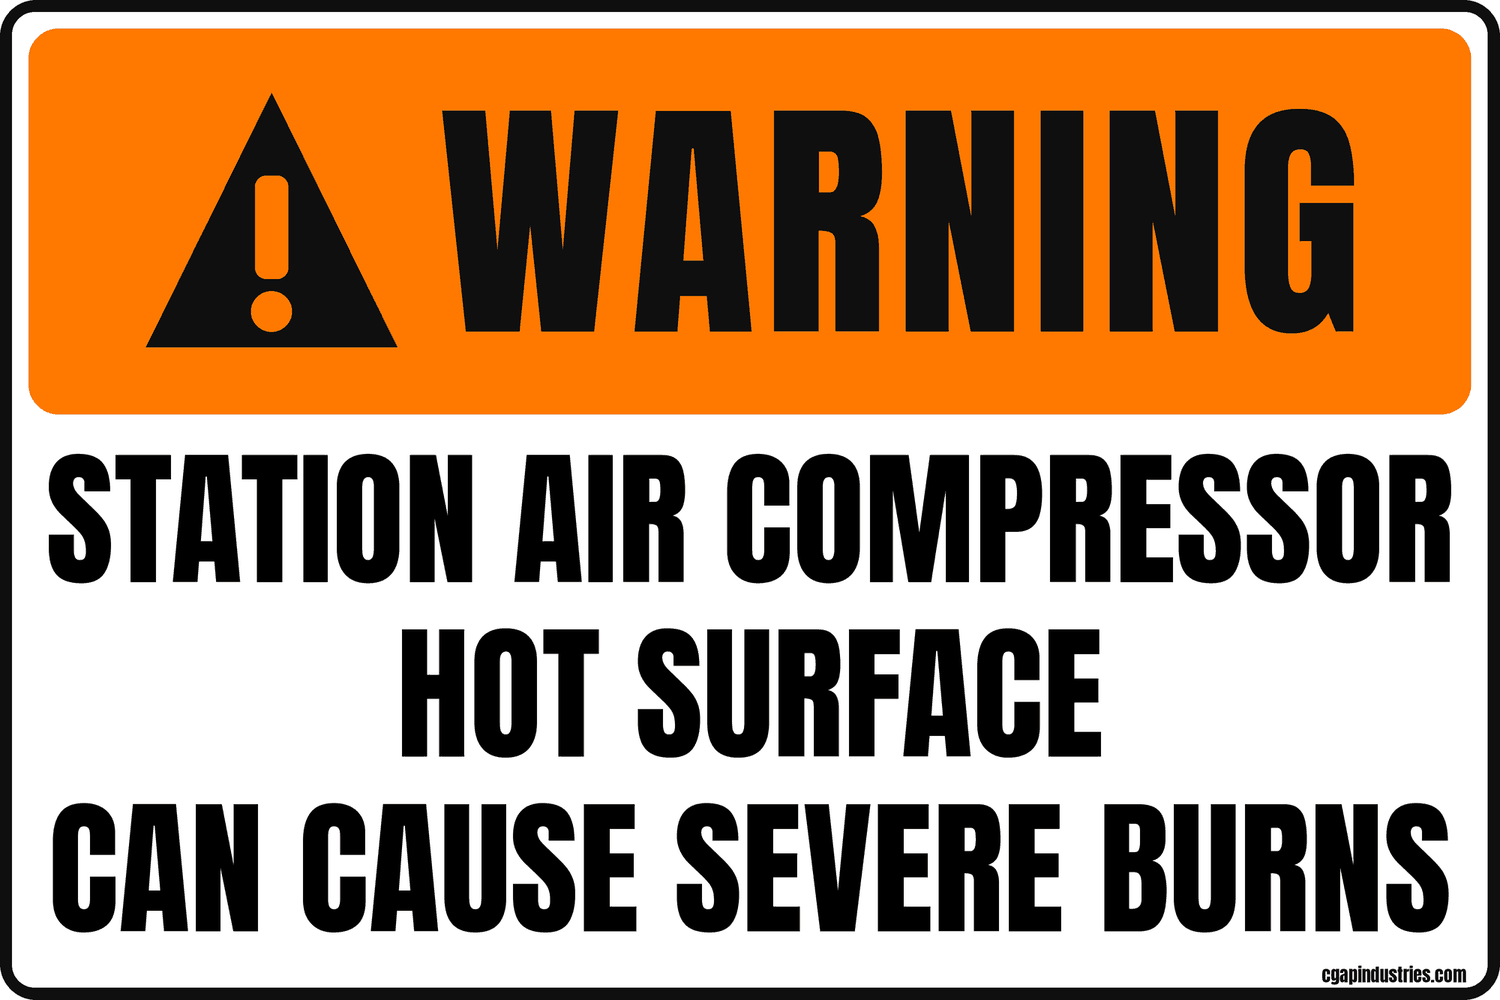 WARNING
STATION AIR COMPRESSOR
HOT SURFACE
CAN CAUSE SEVERE BURNS
cgapindustries.com